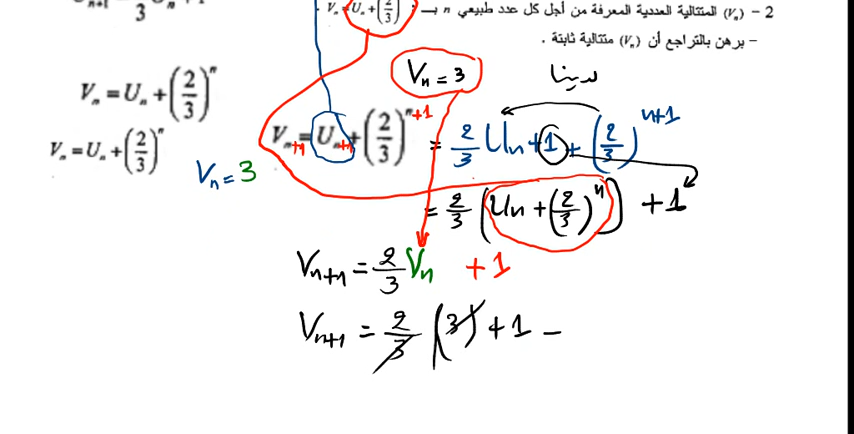 2 – (Vₙ) المتتالية العددية المعرفة من أجل كل عدد طبيعي n بـ : Vₙ = Uₙ + (2/3)ⁿ
– برهن بالتراجع أن (Vₙ) متتالية ثابتة .
Vₙ = 3 لدينا
Vₙ = Uₙ + (2/3)ⁿ
Vₙ = Uₙ + (2/3)ⁿ
Vₙ = 3
Vₙ₊₁ = Uₙ₊₁ + (2/3)ⁿ⁺¹ = 2/3 Uₙ + 1 + (2/3)ⁿ⁺¹
= 2/3 (Uₙ + (2/3)ⁿ) + 1
Vₙ₊₁ = 2/3 Vₙ + 1
Vₙ₊₁ = 2/3 (3) + 1 –